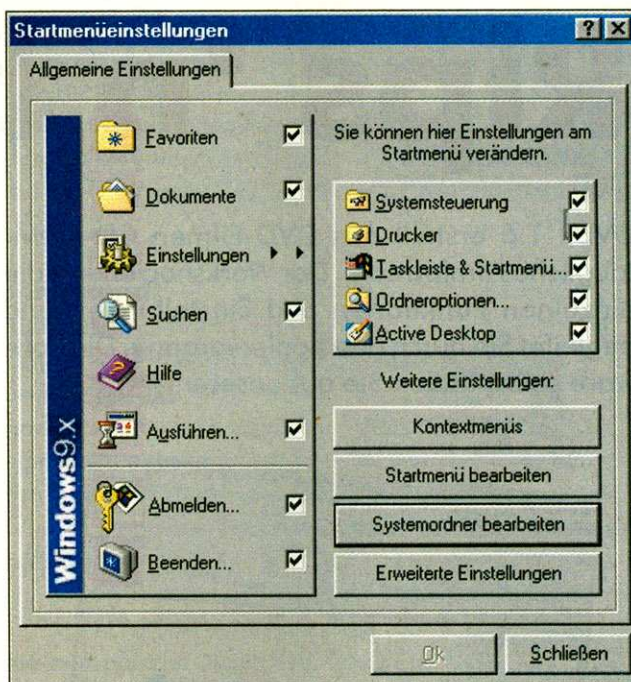 Startmenüeinstellungen
Allgemeine Einstellungen
Favoriten
Dokumente
Einstellungen
Suchen
Hilfe
Ausführen...
Abmelden...
Beenden...
Windows9.x
Sie können hier Einstellungen am
Startmenü verändern.
Systemsteuerung
Drucker
Taskleiste & Startmenü...
Ordneroptionen...
Active Desktop
Weitere Einstellungen:
Kontextmenüs
Startmenü bearbeiten
Systemordner bearbeiten
Erweiterte Einstellungen
Ok
Schließen